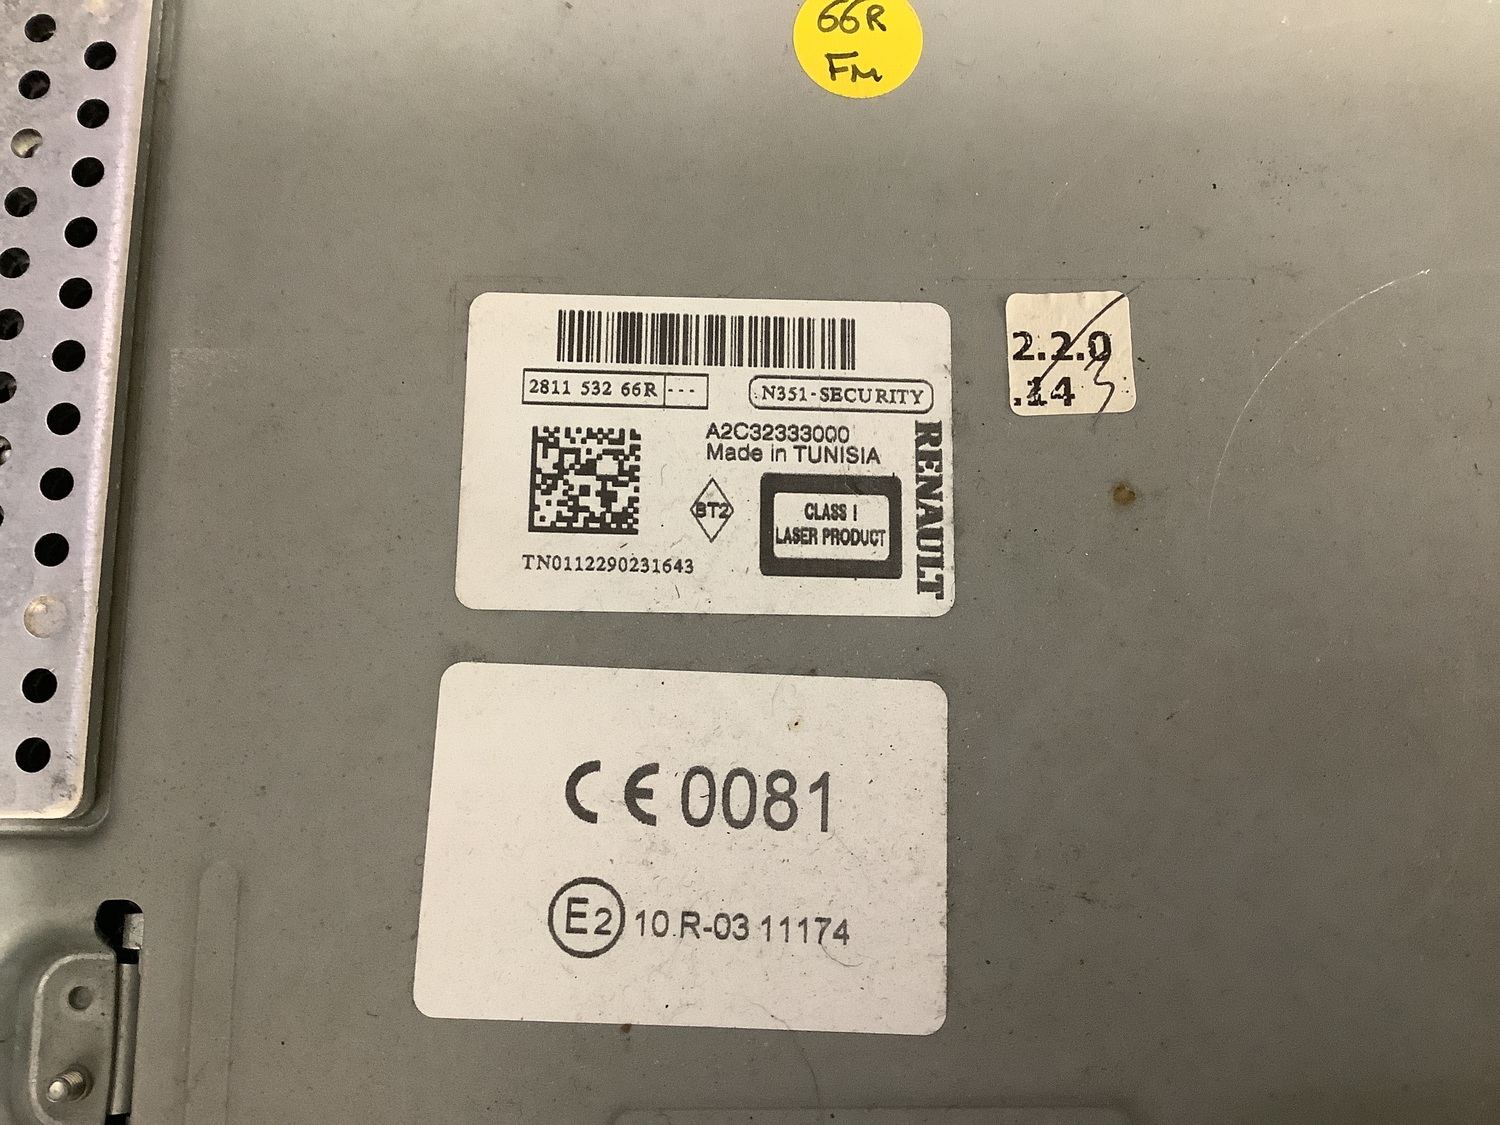 66R
FM
2811 532 66R ---
N351-SECURITY
A2C32333000
Made in TUNISIA
BT2
CLASS I
LASER PRODUCT
RENAULT
TN0112290231643
2.2.0
.14
3
CE 0081
E2 10 R-03 11174